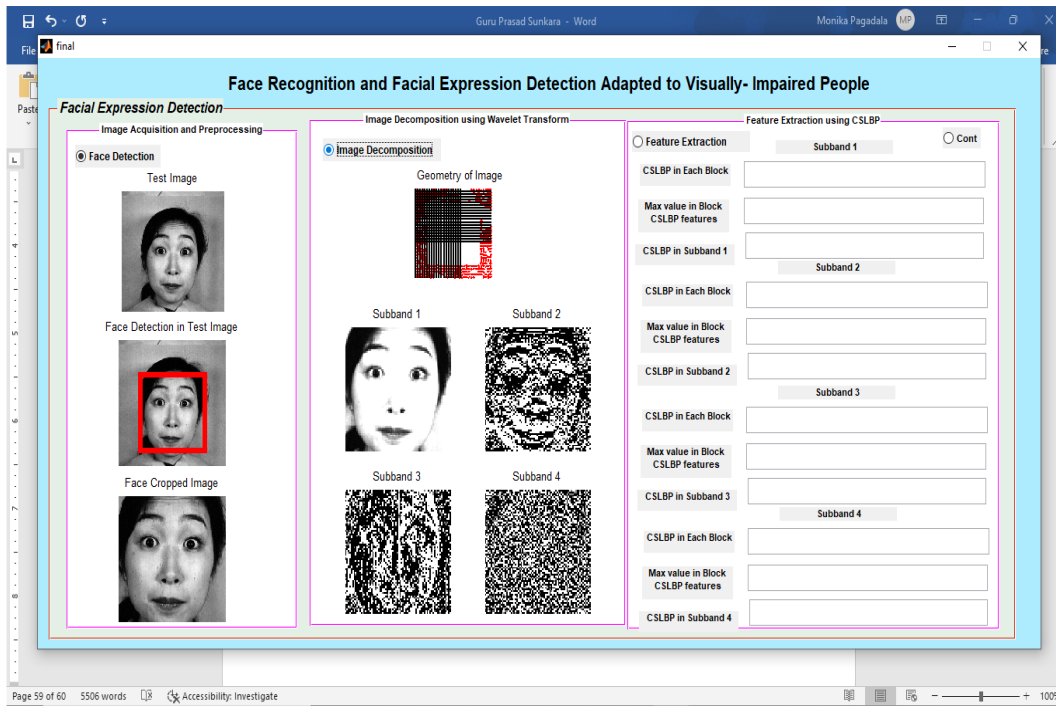 Guru Prasad Sunkara - Word
Monika Pagadala MP
File
re
final
Paste
Face Recognition and Facial Expression Detection Adapted to Visually- Impaired People
Facial Expression Detection
Image Acquisition and Preprocessing
Face Detection
Test Image
Face Detection in Test Image
Face Cropped Image
Image Decomposition using Wavelet Transform
Image Decomposition
Geometry of Image
Subband 1 Subband 2
Subband 3 Subband 4
Feature Extraction using CSLBP
Feature Extraction
Cont
Subband 1
CSLBP in Each Block
Max value in Block
CSLBP features
CSLBP in Subband 1
Subband 2
CSLBP in Each Block
Max value in Block
CSLBP features
CSLBP in Subband 2
Subband 3
CSLBP in Each Block
Max value in Block
CSLBP features
CSLBP in Subband 3
Subband 4
CSLBP in Each Block
Max value in Block
CSLBP features
CSLBP in Subband 4
L
4
5
6
7
8
Page 59 of 60 5506 words Accessibility: Investigate
100%